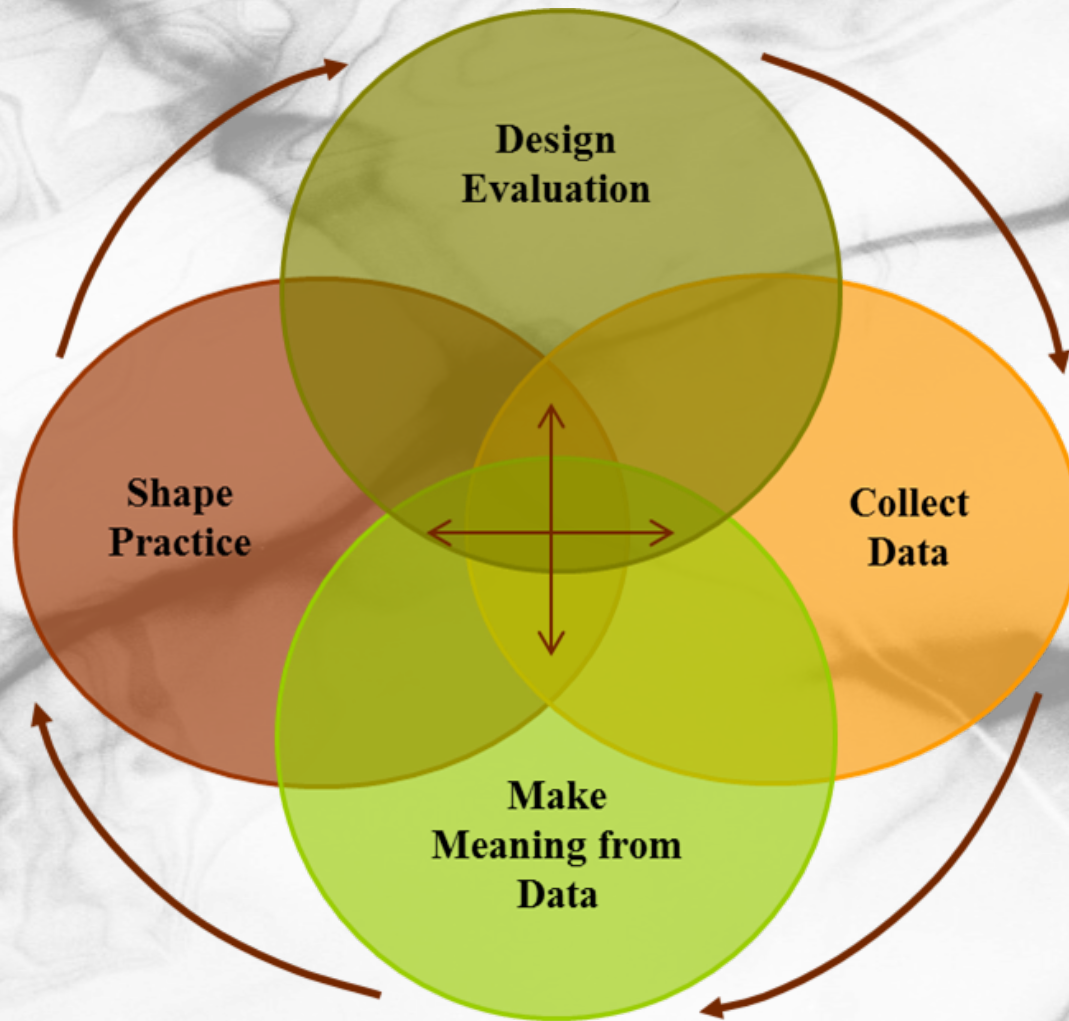 Design
Evaluation
Shape
Practice
Collect
Data
Make
Meaning from
Data